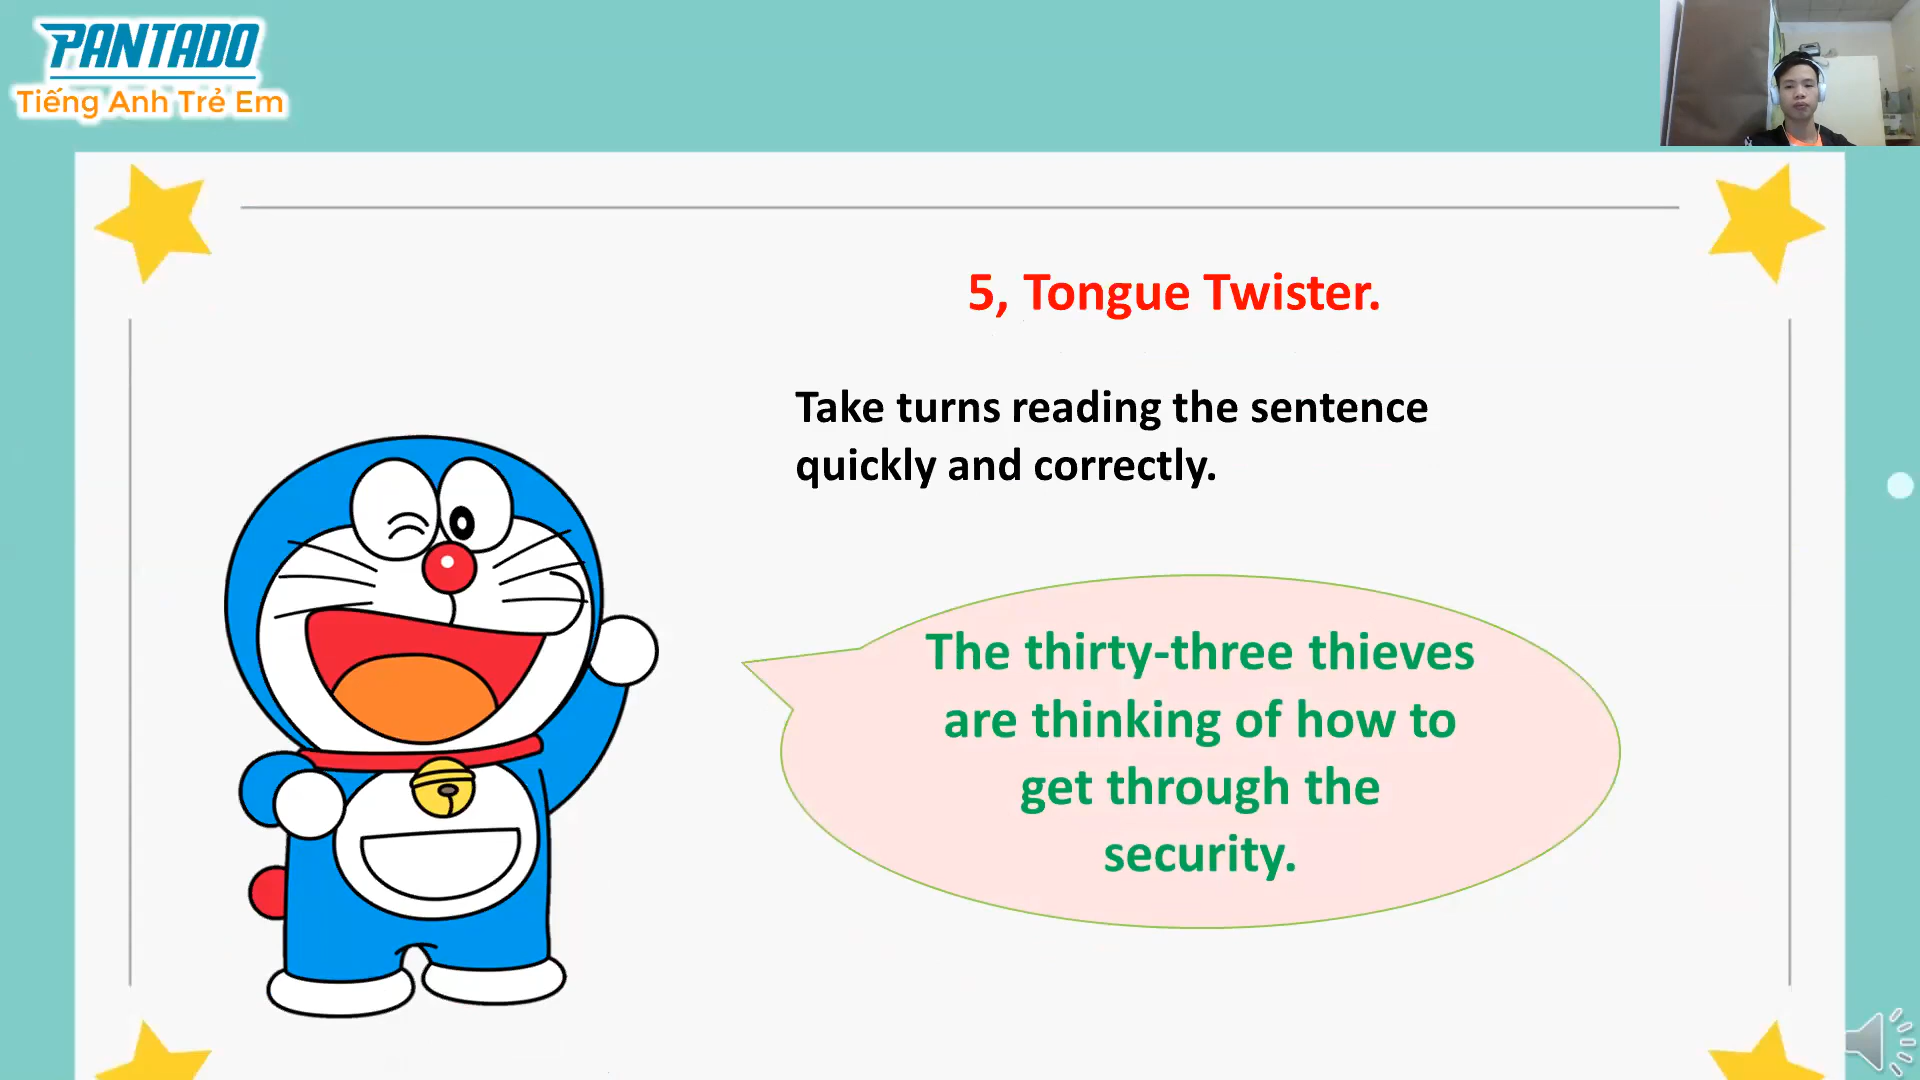 PANTADO
Tiếng Anh Trẻ Em
5, Tongue Twister.
Take turns reading the sentence
quickly and correctly.
The thirty-three thieves
are thinking of how to
get through the
security.